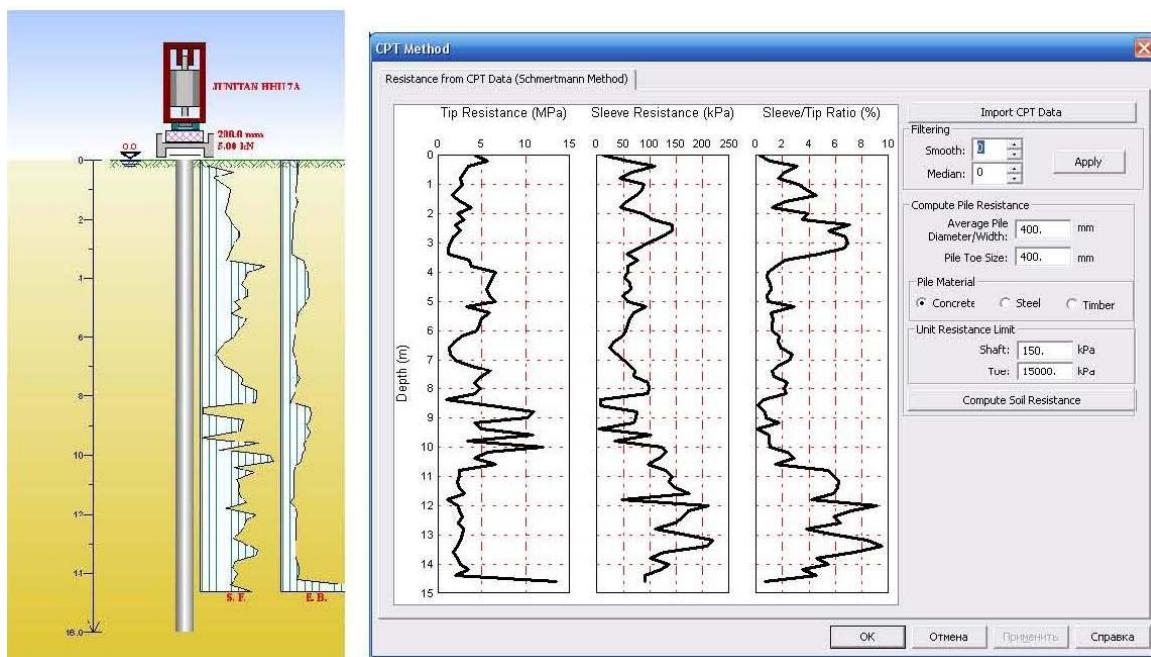 JUNTTAN HHU 7A
200.0 mm
5.00 kN
0.0
0
2
4
6
8
10
12
14
16.0
S. F.
E. B.
CPT Method
Resistance from CPT Data (Schmertmann Method)
Tip Resistance (MPa) Sleeve Resistance (kPa) Sleeve/Tip Ratio (%)
0
1
2
3
4
5
6
7
8
9
10
11
12
13
14
15
Depth (m)
0 5 10 15 0 50 100 150 200 250 0 2 4 6 8 10
Import CPT Data
Filtering
Smooth: 0
Median: 0
Apply
Compute Pile Resistance
Average Pile
Diameter/Width: 400. mm
Pile Toe Size: 400. mm
Pile Material
Concrete Steel Timber
Unit Resistance Limit
Shaft: 150. kPa
Toe: 15000. kPa
Compute Soil Resistance
OK Отмена Применить Справка